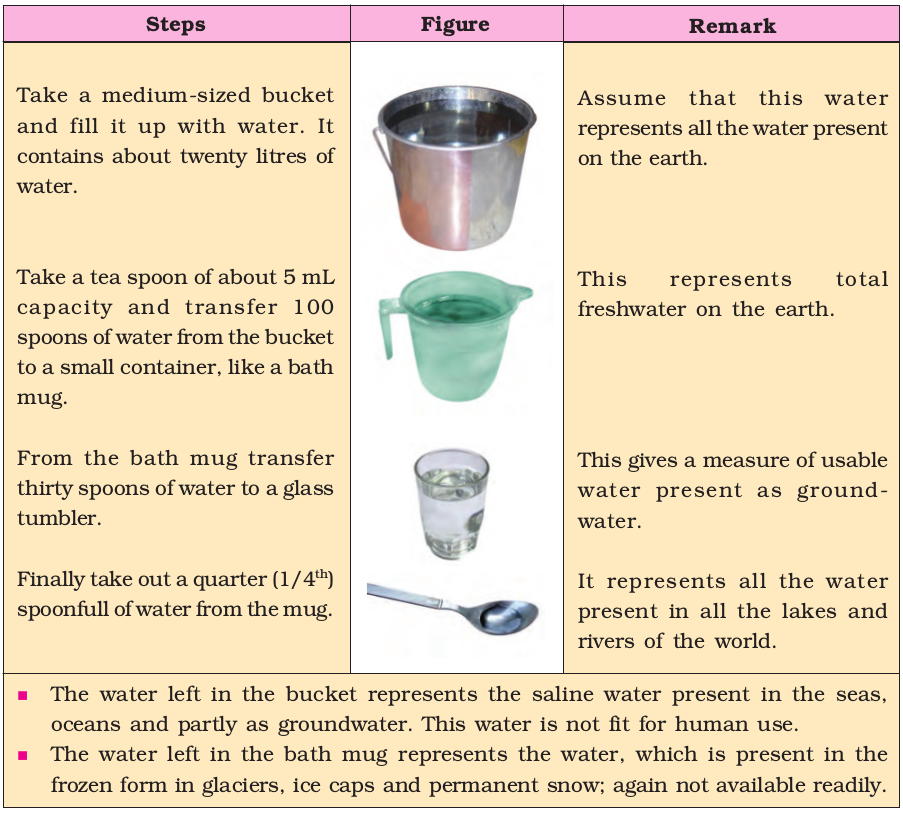 Steps
Figure
Remark
Take a medium-sized bucket
and fill it up with water. It
contains about twenty litres of
water.
Assume that this water
represents all the water present
on the earth.
Take a tea spoon of about 5 mL
capacity and transfer 100
spoons of water from the bucket
to a small container, like a bath
mug.
This represents total
freshwater on the earth.
From the bath mug transfer
thirty spoons of water to a glass
tumbler.
This gives a measure of usable
water present as ground-
water.
Finally take out a quarter (1/4th)
spoonfull of water from the mug.
It represents all the water
present in all the lakes and
rivers of the world.
■ The water left in the bucket represents the saline water present in the seas,
oceans and partly as groundwater. This water is not fit for human use.
■ The water left in the bath mug represents the water, which is present in the
frozen form in glaciers, ice caps and permanent snow; again not available readily.